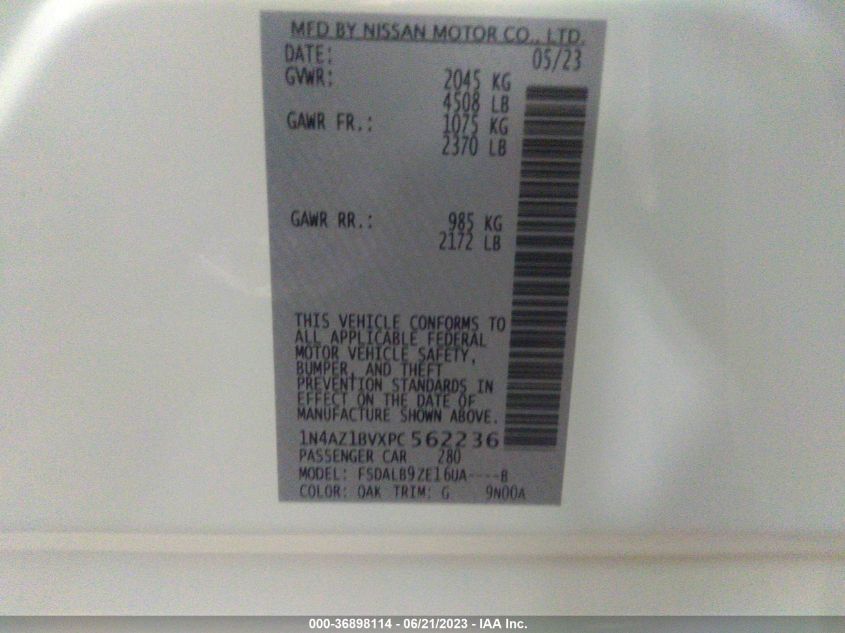 MFD BY NISSAN MOTOR CO., LTD.
DATE: 05/23
GVWR: 2045 KG
4508 LB
GAWR FR.: 1075 KG
2370 LB
GAWR RR.: 985 KG
2172 LB
THIS VEHICLE CONFORMS TO
ALL APPLICABLE FEDERAL
MOTOR VEHICLE SAFETY,
BUMPER, AND THEFT
PREVENTION STANDARDS IN
EFFECT ON THE DATE OF
MANUFACTURE SHOWN ABOVE.
1N4AZ1BVXPC562236
PASSENGER CAR 280
MODEL: FSDALB9ZE16UA----B
COLOR: QAK TRIM: G 9N00A
000-36898114 - 06/21/2023 - IAA Inc.